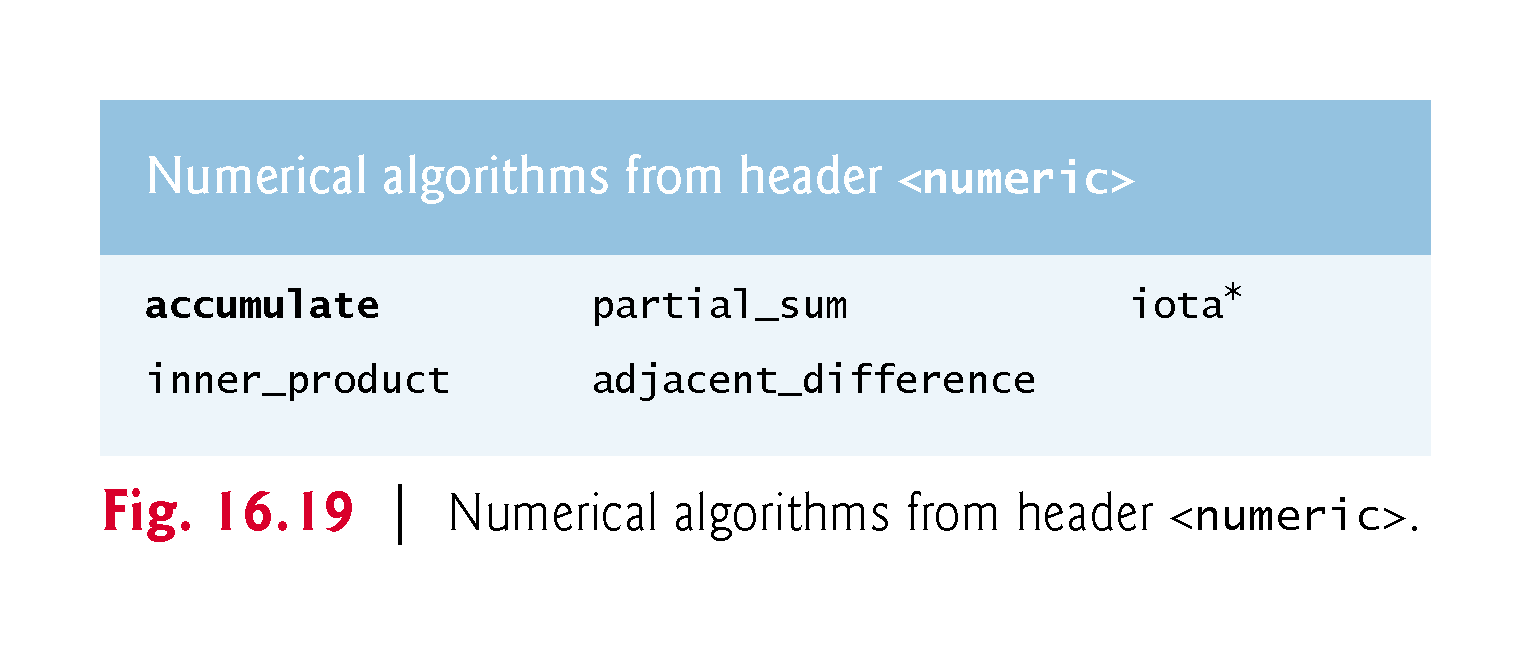 Numerical algorithms from header <numeric>
accumulate partial_sum iota*
inner_product adjacent_difference
Fig. 16.19 | Numerical algorithms from header <numeric>.